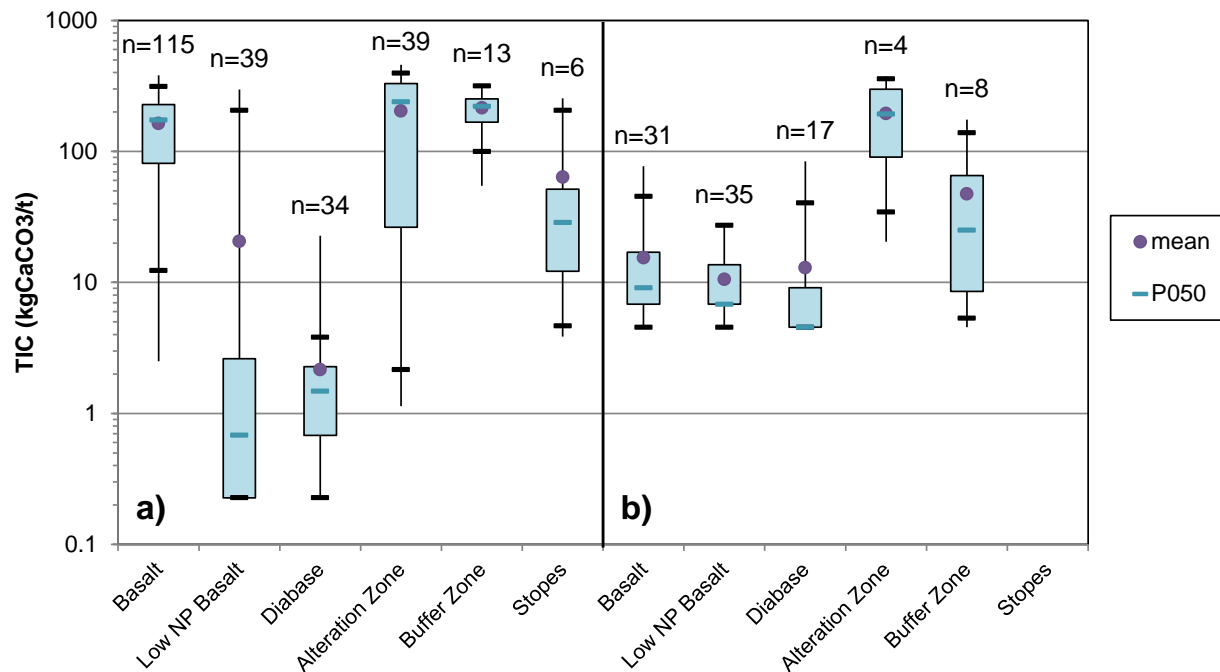 1000
100
10
1
0.1
TIC (kgCaCO3/t)
n=115
n=39
n=34
n=39
n=13
n=6
n=31
n=35
n=17
n=4
n=8
a)
b)
mean
P050
Basalt
Low NP Basalt
Diabase
Alteration Zone
Buffer Zone
Stopes
Basalt
Low NP Basalt
Diabase
Alteration Zone
Buffer Zone
Stopes